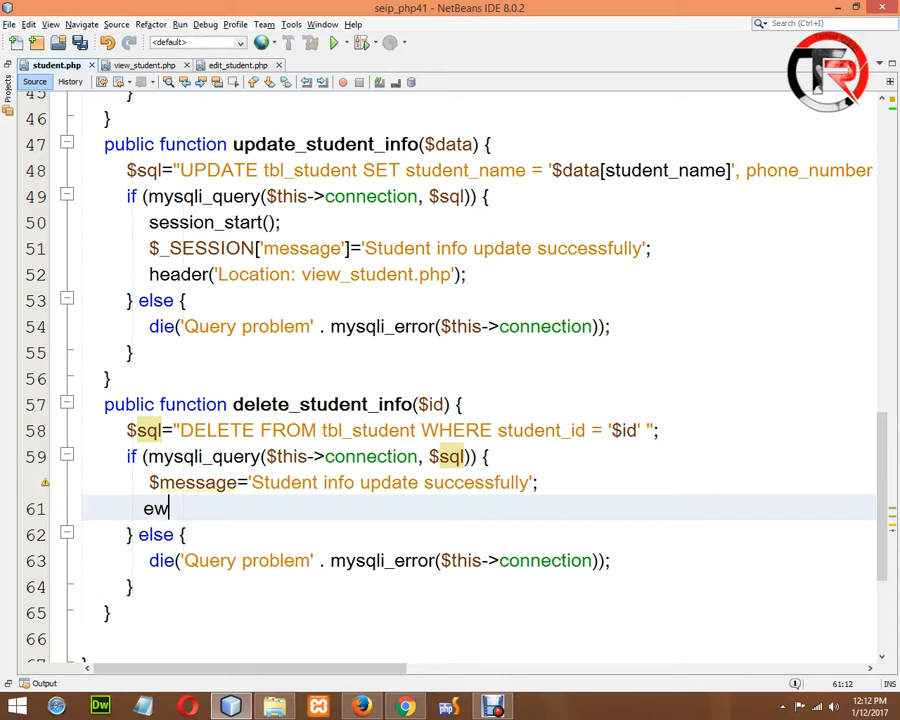 seip_php41 - NetBeans IDE 8.0.2
File Edit View Navigate Source Refactor Run Debug Profile Team Tools Window Help
<default> Search (Ctrl+I)
student.php view_student.php edit_student.php
Source History
Projects
TR
45 }
46 }
47 public function update_student_info($data) {
48 $sql="UPDATE tbl_student SET student_name = '$data[student_name]', phone_number
49 if (mysqli_query($this->connection, $sql)) {
50 session_start();
51 $_SESSION['message']='Student info update successfully';
52 header('Location: view_student.php');
53 } else {
54 die('Query problem' . mysqli_error($this->connection));
55 }
56 }
57 public function delete_student_info($id) {
58 $sql="DELETE FROM tbl_student WHERE student_id = '$id' ";
59 if (mysqli_query($this->connection, $sql)) {
$message='Student info update successfully';
61 ew
62 } else {
63 die('Query problem' . mysqli_error($this->connection));
64 }
65 }
66
67 }
Output 61:12 INS
Dw php
12:12 PM
1/12/2017